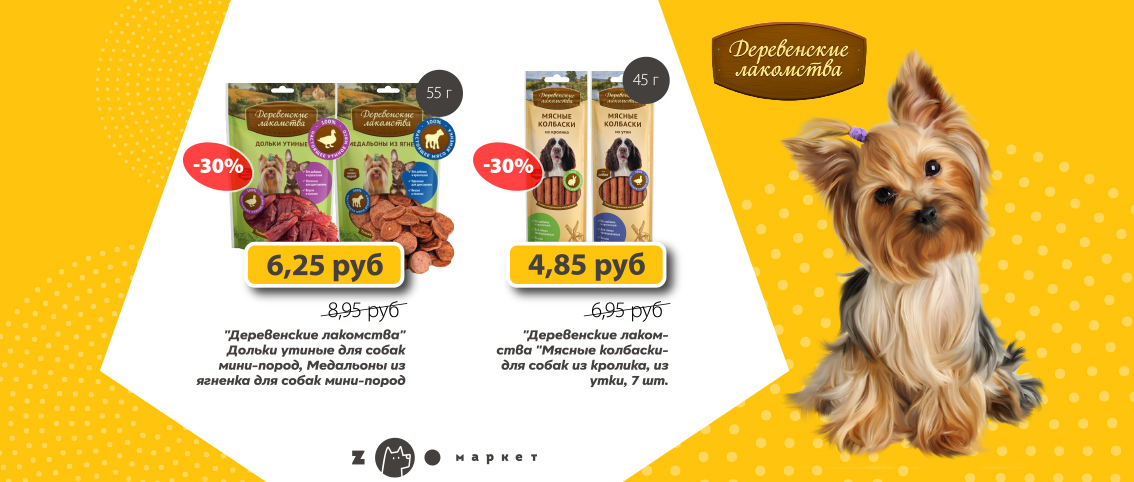 Деревенские
лакомства
55 г
45 г
Деревенские
лакомства
Деревенские
лакомства
Деревенские
лакомства
МЯСНЫЕ
КОЛБАСКИ
из кролика
МЯСНЫЕ
КОЛБАСКИ
из утки
100%
100%
ДОЛЬКИ УТИНЫЕ
МЕДАЛЬОНЫ ИЗ ЯГНЕ
-30%
-30%
6,25 руб
4,85 руб
8,95 руб
6,95 руб
"Деревенские лакомства"
Дольки утиные для собак
мини-пород, Медальоны из
ягненка для собак мини-пород
"Деревенские лаком-
ства "Мясные колбаски-
для собак из кролика, из
утки, 7 шт.
Z маркет